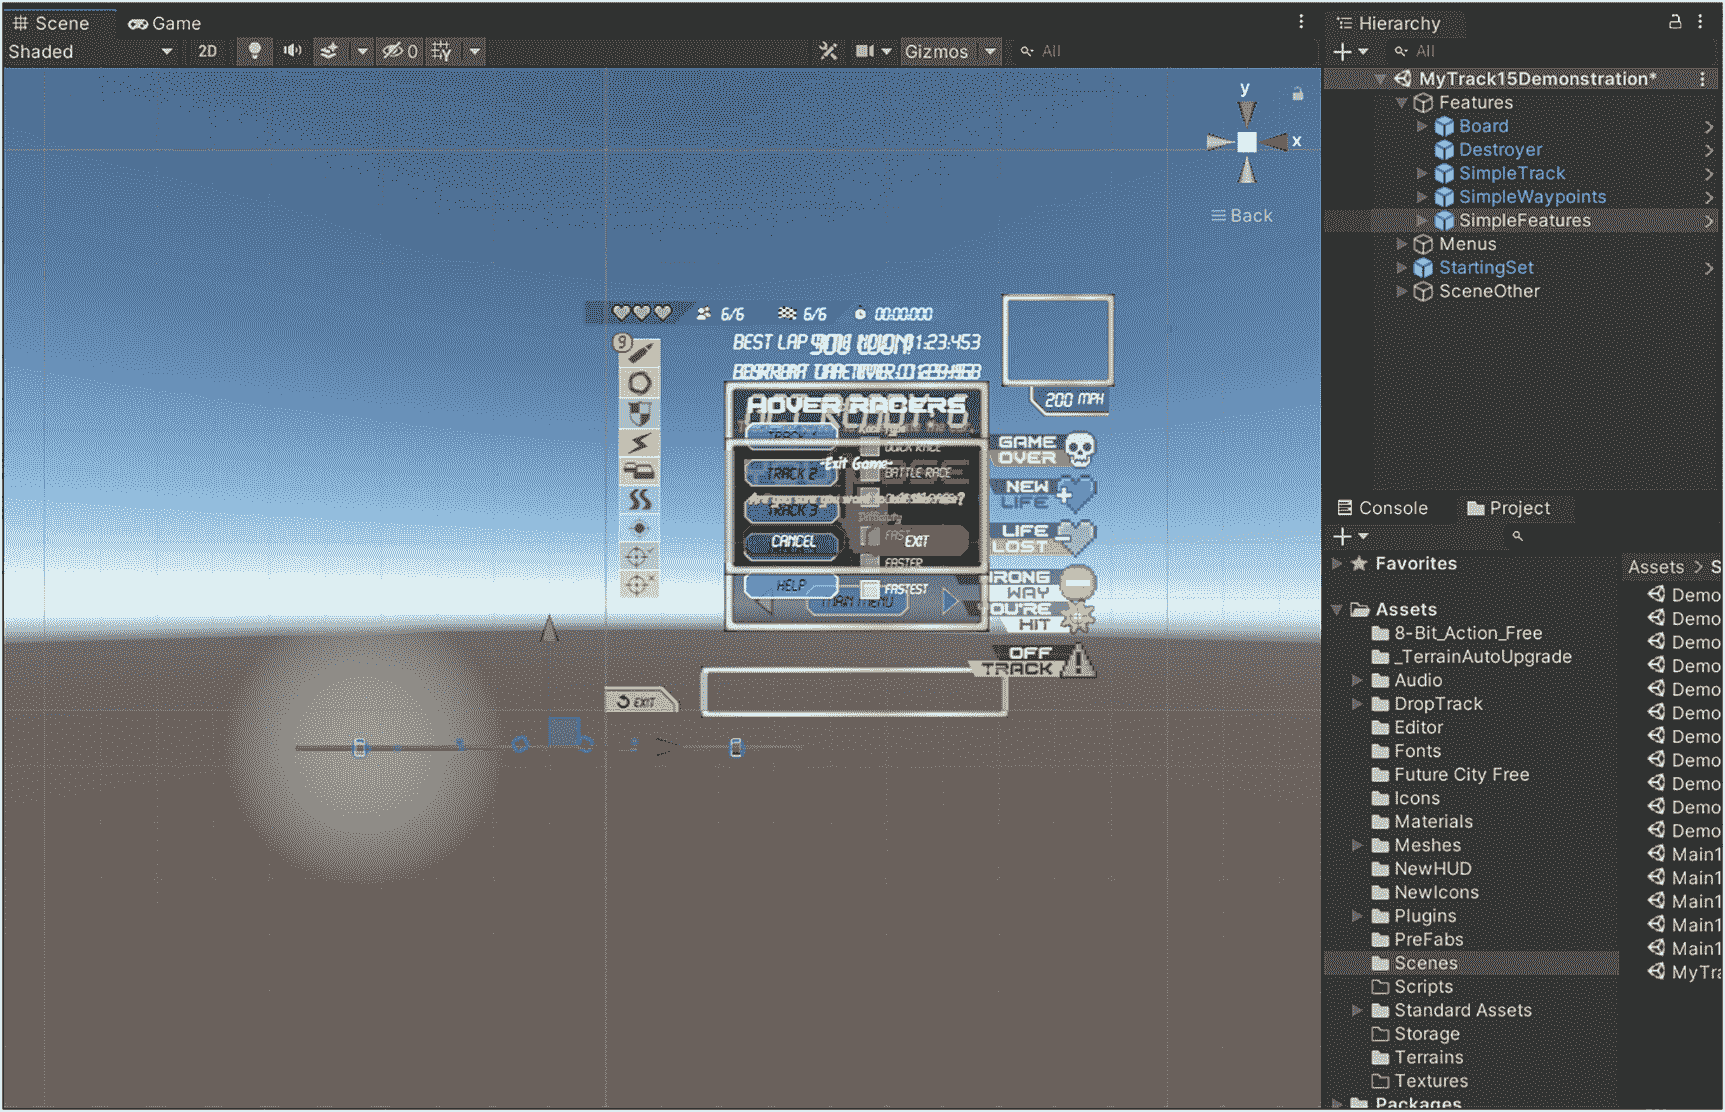 Scene
Game
Shaded
2D
0
Gizmos
All
y
x
Back
6/6
6/6
00:00:000
9
BEST LAP
1:23:453
200 MPH
HOVER RACERS
TRACK 1
QUICK RACE
-Exit Game-
TRACK 2
BATTLE RACE
TRACK 3
Difficulty
CANCEL
EXIT
FASTER
HELP
FASTEST
MAIN MENU
GAME
OVER
NEW
LIFE
LIFE
LOST
WRONG
WAY
YOU'RE
HIT
OFF
TRACK
EXIT
Hierarchy
All
MyTrack15Demonstration*
Features
Board
Destroyer
SimpleTrack
SimpleWaypoints
SimpleFeatures
Menus
StartingSet
SceneOther
Console
Project
Favorites
Assets
8-Bit_Action_Free
_TerrainAutoUpgrade
Audio
DropTrack
Editor
Fonts
Future City Free
Icons
Materials
Meshes
NewHUD
NewIcons
Plugins
PreFabs
Scenes
Scripts
Standard Assets
Storage
Terrains
Textures
Packages
Assets > S
Demo
Demo
Demo
Demo
Demo
Demo
Demo
Demo
Demo
Demo
Demo
Main1
Main1
Main1
Main1
Main1
MyTra